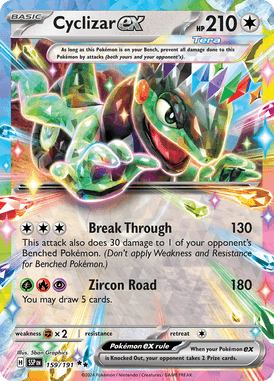 BASIC
Cyclizar ex HP 210
Tera
As long as this Pokémon is on your Bench, prevent all damage done to this
Pokémon by attacks (both yours and your opponent's).
Break Through 130
This attack also does 30 damage to 1 of your opponent's
Benched Pokémon. (Don't apply Weakness and Resistance
for Benched Pokémon.)
Zircon Road 180
You may draw 5 cards.
weakness ×2 resistance retreat
Pokémon ex rule
When your Pokémon ex
is Knocked Out, your opponent takes 2 Prize cards.
Illus. 5ban Graphics
H SSP EN 159/191
©2024 Pokémon / Nintendo / Creatures / GAME FREAK